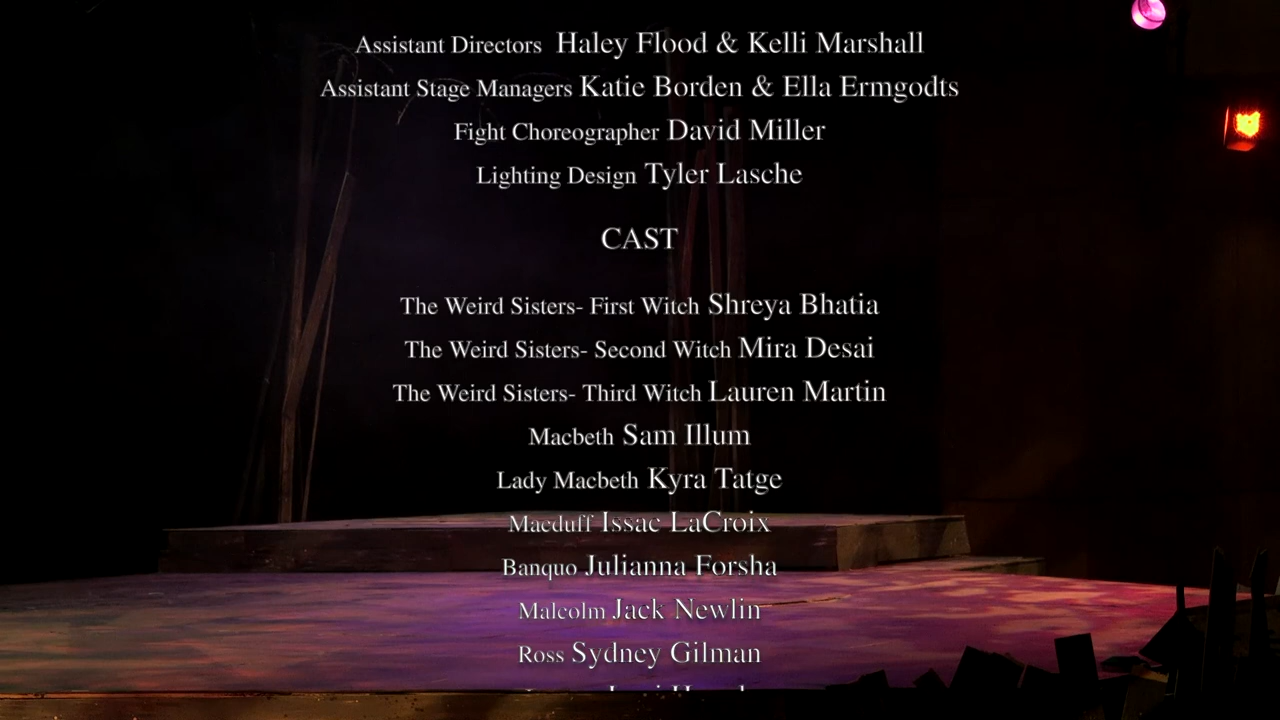 Assistant Directors Haley Flood & Kelli Marshall
Assistant Stage Managers Katie Borden & Ella Ermgodts
Fight Choreographer David Miller
Lighting Design Tyler Lasche
CAST
The Weird Sisters- First Witch Shreya Bhatia
The Weird Sisters- Second Witch Mira Desai
The Weird Sisters- Third Witch Lauren Martin
Macbeth Sam Illum
Lady Macbeth Kyra Tatge
Macduff Issac LaCroix
Banquo Julianna Forsha
Malcolm Jack Newlin
Ross Sydney Gilman